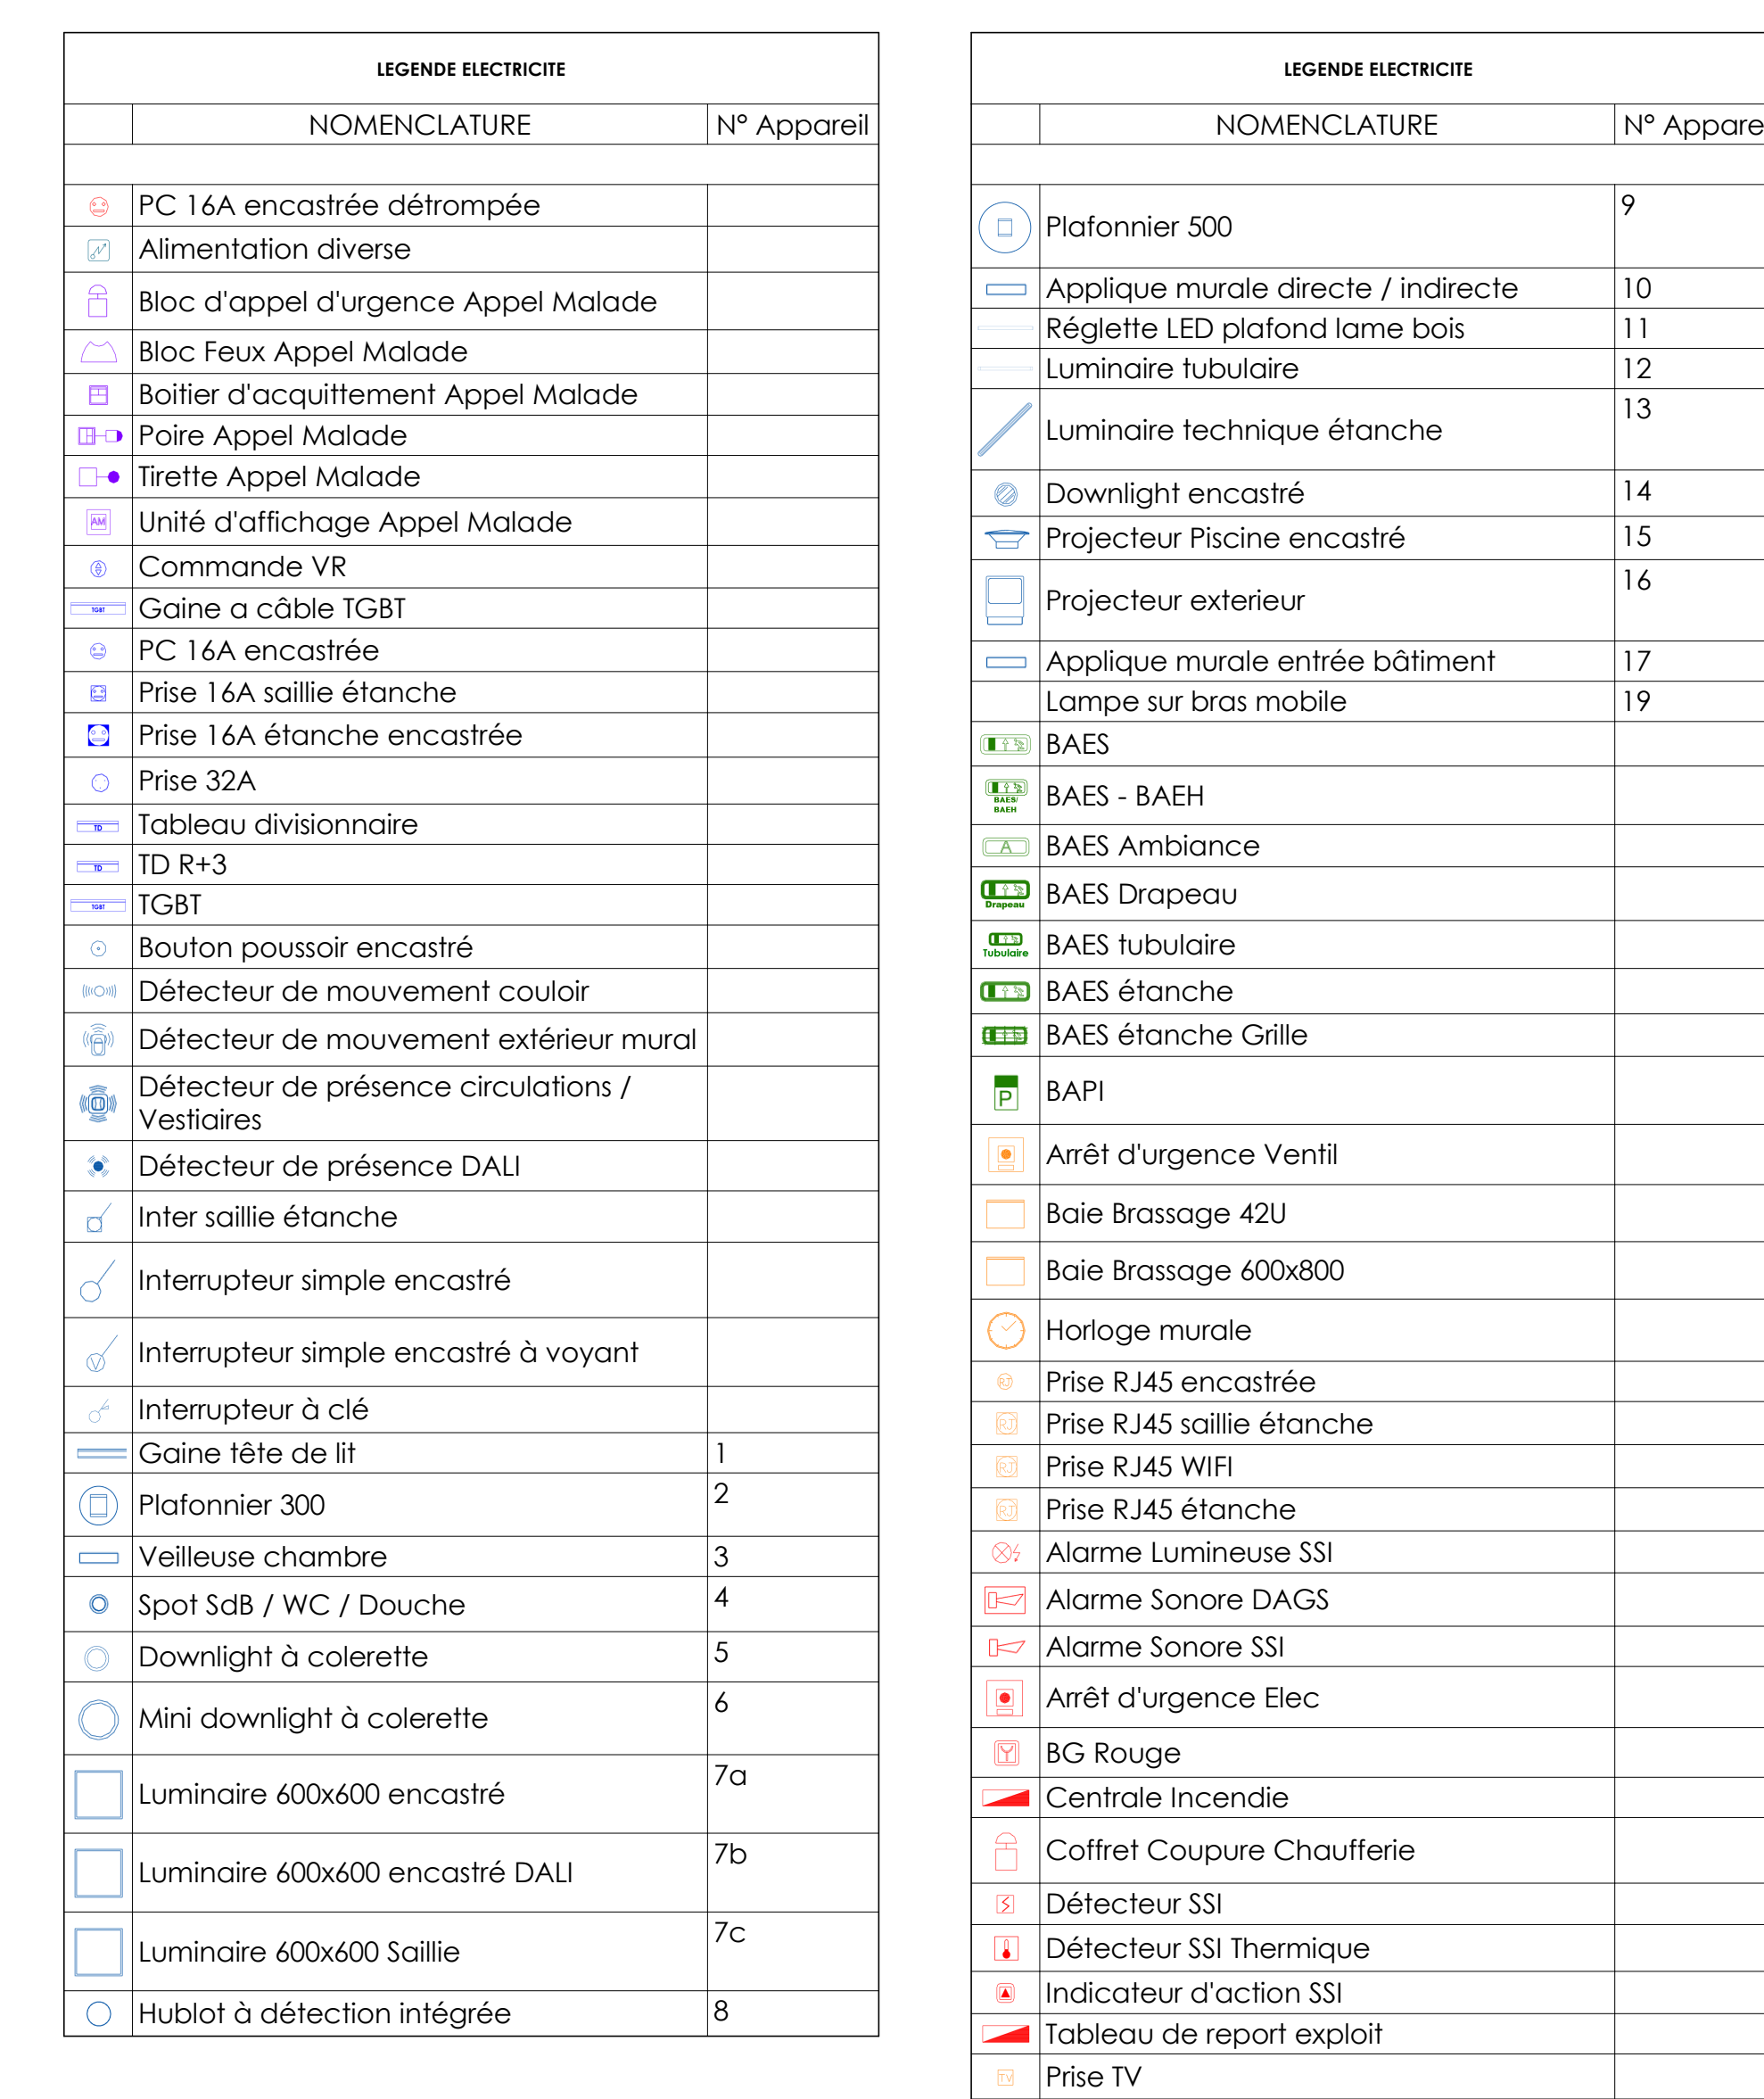 LEGENDE ELECTRICITE
NOMENCLATURE N° Appareil
PC 16A encastrée détrompée
Alimentation diverse
Bloc d'appel d'urgence Appel Malade
Bloc Feux Appel Malade
Boitier d'acquittement Appel Malade
Poire Appel Malade
Tirette Appel Malade
AM Unité d'affichage Appel Malade
Commande VR
TGBT Gaine a câble TGBT
PC 16A encastrée
Prise 16A saillie étanche
Prise 16A étanche encastrée
Prise 32A
TD Tableau divisionnaire
TD TD R+3
TGBT TGBT
Bouton poussoir encastré
Détecteur de mouvement couloir
Détecteur de mouvement extérieur mural
Détecteur de présence circulations /
Vestiaires
Détecteur de présence DALI
Inter saillie étanche
Interrupteur simple encastré
V Interrupteur simple encastré à voyant
Interrupteur à clé
Gaine tête de lit 1
Plafonnier 300 2
Veilleuse chambre 3
Spot SdB / WC / Douche 4
Downlight à colerette 5
Mini downlight à colerette 6
Luminaire 600x600 encastré 7a
Luminaire 600x600 encastré DALI 7b
Luminaire 600x600 Saillie 7c
Hublot à détection intégrée 8
LEGENDE ELECTRICITE
NOMENCLATURE N° Appare
Plafonnier 500 9
Applique murale directe / indirecte 10
Réglette LED plafond lame bois 11
Luminaire tubulaire 12
Luminaire technique étanche 13
Downlight encastré 14
Projecteur Piscine encastré 15
Projecteur exterieur 16
Applique murale entrée bâtiment 17
Lampe sur bras mobile 19
BAES
BAES/
BAEH
BAES - BAEH
A BAES Ambiance
Drapeau BAES Drapeau
Tubulaire BAES tubulaire
BAES étanche
BAES étanche Grille
P BAPI
Arrêt d'urgence Ventil
Baie Brassage 42U
Baie Brassage 600x800
Horloge murale
RJ Prise RJ45 encastrée
RJ Prise RJ45 saillie étanche
RJ Prise RJ45 WIFI
RJ Prise RJ45 étanche
Alarme Lumineuse SSI
Alarme Sonore DAGS
Alarme Sonore SSI
Arrêt d'urgence Elec
BG Rouge
Centrale Incendie
Coffret Coupure Chaufferie
Détecteur SSI
Détecteur SSI Thermique
Indicateur d'action SSI
Tableau de report exploit
TV Prise TV